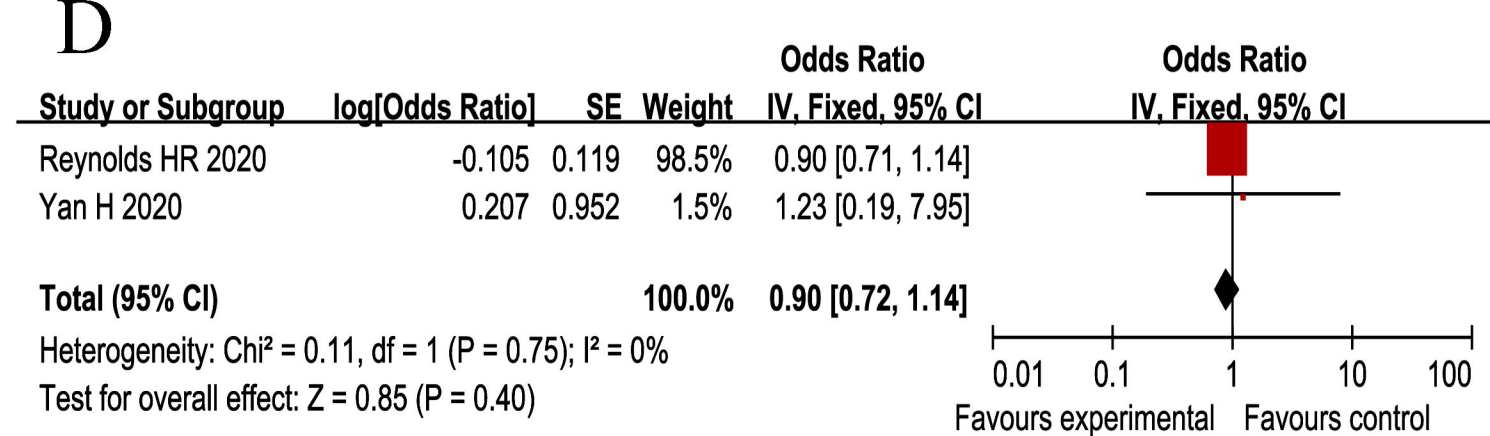 D
Odds Ratio Odds Ratio
Study or Subgroup log[Odds Ratio] SE Weight IV, Fixed, 95% CI IV, Fixed, 95% CI
Reynolds HR 2020 -0.105 0.119 98.5% 0.90 [0.71, 1.14]
Yan H 2020 0.207 0.952 1.5% 1.23 [0.19, 7.95]
Total (95% CI) 100.0% 0.90 [0.72, 1.14]
Heterogeneity: Chi² = 0.11, df = 1 (P = 0.75); I² = 0%
Test for overall effect: Z = 0.85 (P = 0.40)
0.01 0.1 1 10 100
Favours experimental Favours control